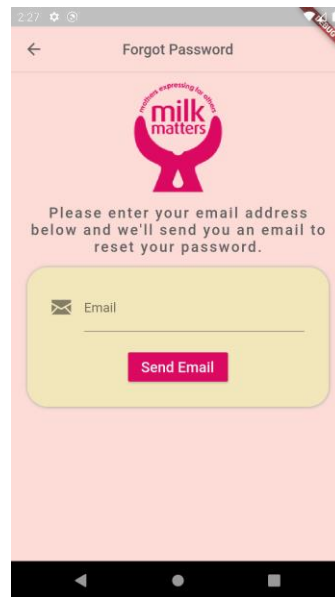 2:27
Forgot Password
mothers expressing for others
milk
matters
Please enter your email address
below and we'll send you an email to
reset your password.
Email
Send Email